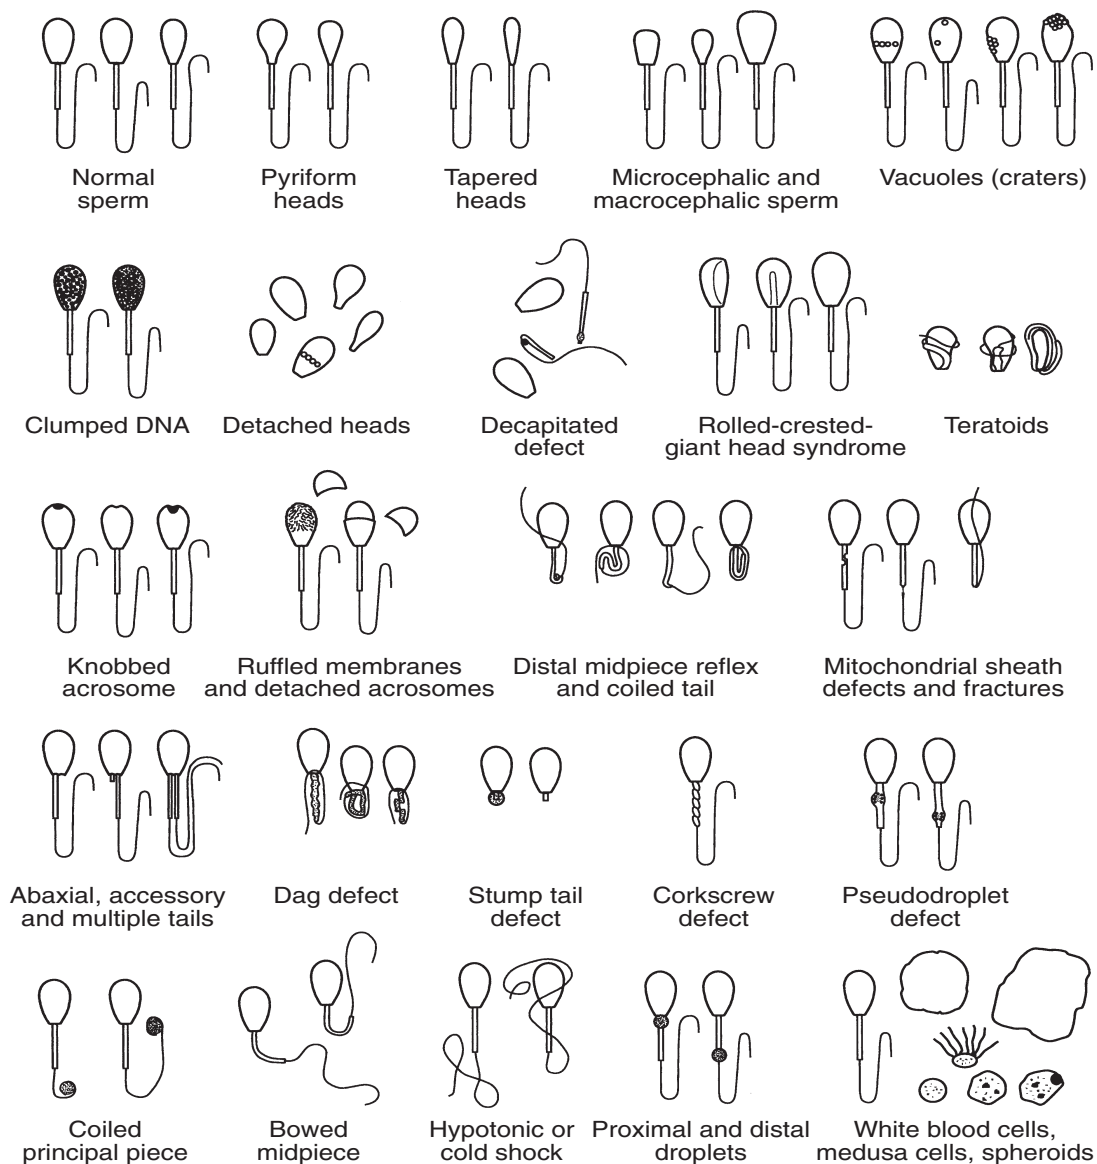 Normal
sperm
Pyriform
heads
Tapered
heads
Microcephalic and
macrocephalic sperm
Vacuoles (craters)
Clumped DNA
Detached heads
Decapitated
defect
Rolled-crested-
giant head syndrome
Teratoids
Knobbed
acrosome
Ruffled membranes
and detached acrosomes
Distal midpiece reflex
and coiled tail
Mitochondrial sheath
defects and fractures
Abaxial, accessory
and multiple tails
Dag defect
Stump tail
defect
Corkscrew
defect
Pseudodroplet
defect
Coiled
principal piece
Bowed
midpiece
Hypotonic or
cold shock
Proximal and distal
droplets
White blood cells,
medusa cells, spheroids